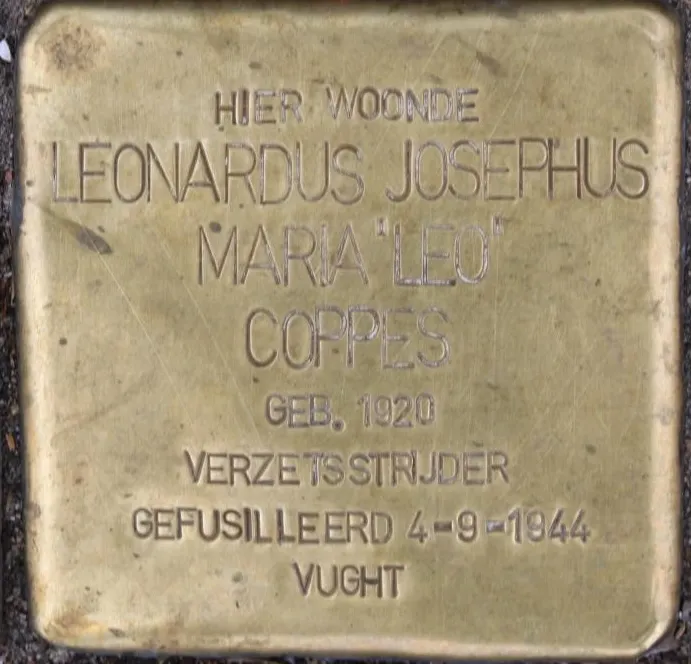 HIER WOONDE
LEONARDUS JOSEPHUS
MARIA "LEO"
COPPES
GEB. 1920
VERZETSSTRIJDER
GEFUSILLEERD 4-9-1944
VUGHT